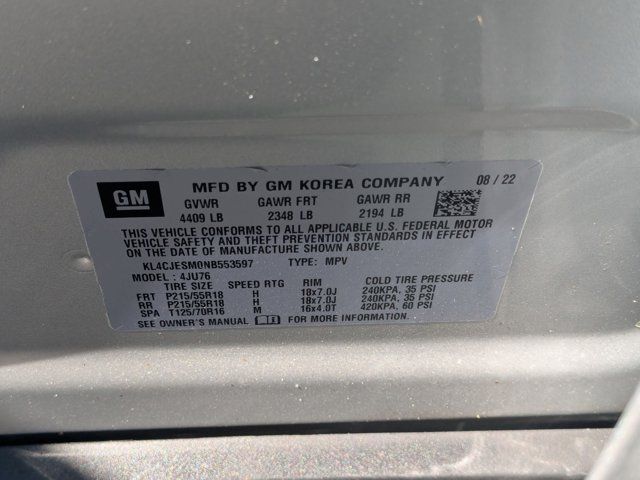 GM MFD BY GM KOREA COMPANY 08 / 22
GVWR GAWR FRT GAWR RR
4409 LB 2348 LB 2194 LB
THIS VEHICLE CONFORMS TO ALL APPLICABLE U.S. FEDERAL MOTOR
VEHICLE SAFETY AND THEFT PREVENTION STANDARDS IN EFFECT ON
THE DATE OF MANUFACTURE SHOWN ABOVE.
KL4CJESM0NB553597 TYPE: MPV
MODEL : 4JU76
TIRE SIZE SPEED RTG RIM COLD TIRE PRESSURE
FRT P215/55R18 H 18x7.0J 240KPA, 35 PSI
RR P215/55R18 H 18x7.0J 240KPA, 35 PSI
SPA T125/70R16 M 16x4.0T 420KPA, 60 PSI
SEE OWNER'S MANUAL FOR ADDITIONAL INFORMATION